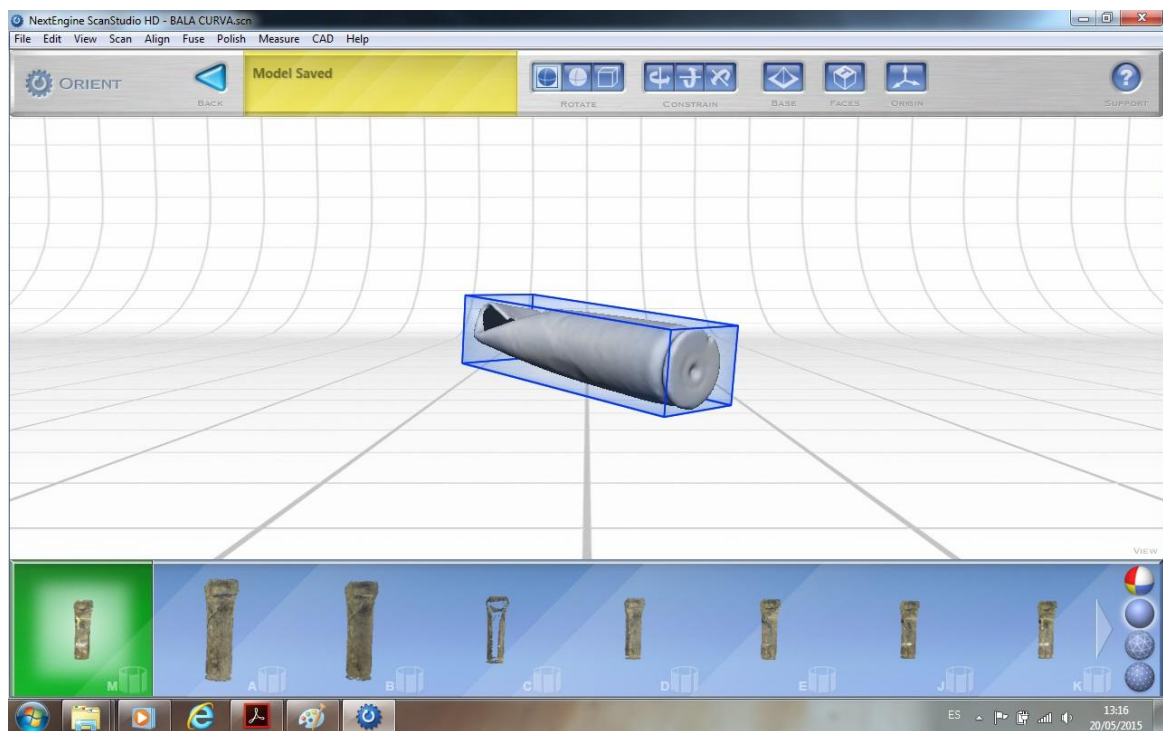 NextEngine ScanStudio HD - BALA CURVA.scn
File Edit View Scan Align Fuse Polish Measure CAD Help
ORIENT
BACK
Model Saved
ROTATE
CONSTRAIN
BASE
FACES
ORIGIN
SUPPORT
VIEW
M
A
B
C
D
E
J
K
ES
13:16
20/05/2015